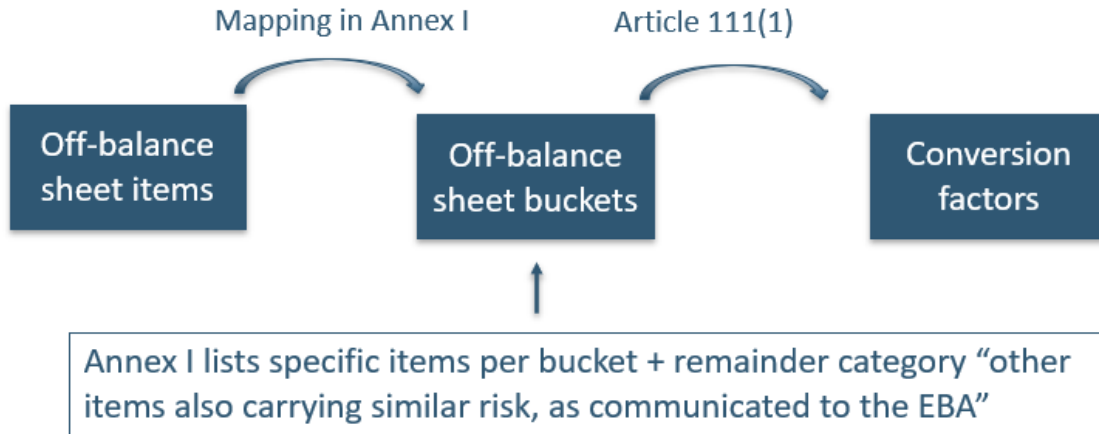 Mapping in Annex I
Article 111(1)
Off-balance
sheet items
Off-balance
sheet buckets
Conversion
factors
Annex I lists specific items per bucket + remainder category “other
items also carrying similar risk, as communicated to the EBA”